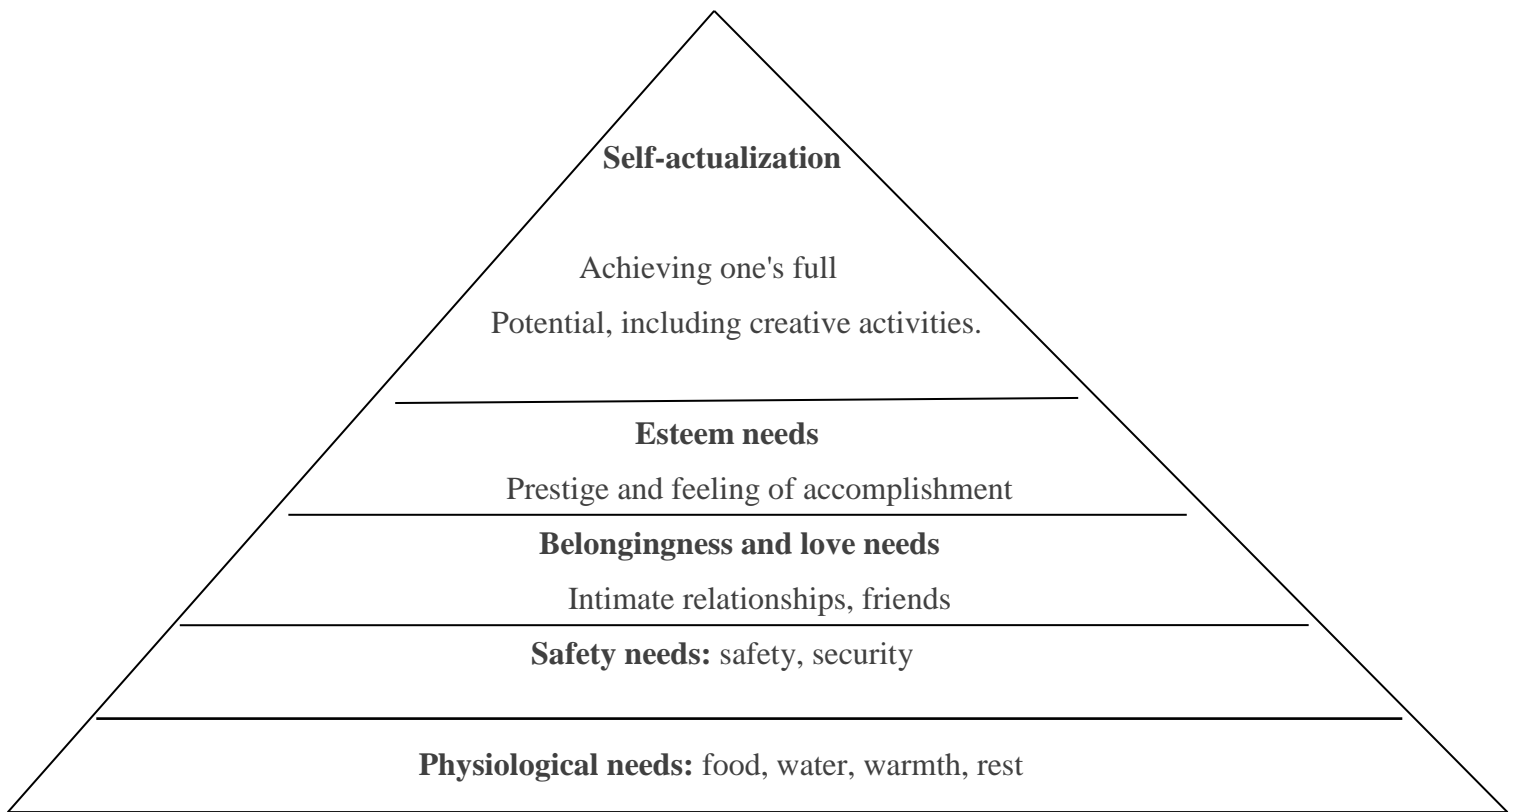 Self-actualization
Achieving one's full
Potential, including creative activities.
Esteem needs
Prestige and feeling of accomplishment
Belongingness and love needs
Intimate relationships, friends
Safety needs: safety, security
Physiological needs: food, water, warmth, rest